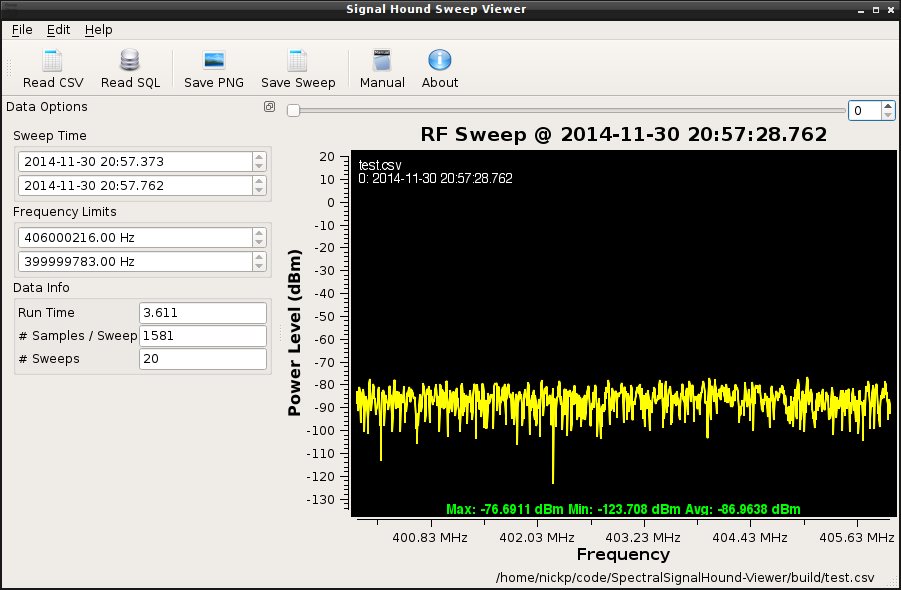 Signal Hound Sweep Viewer
File Edit Help
Read CSV Read SQL Save PNG Save Sweep Manual About
Data Options
0
Sweep Time
2014-11-30 20:57.373
2014-11-30 20:57.762
Frequency Limits
406000216.00 Hz
399999783.00 Hz
Data Info
Run Time 3.611
# Samples / Sweep 1581
# Sweeps 20
RF Sweep @ 2014-11-30 20:57:28.762
test.csv
0: 2014-11-30 20:57:28.762
Power Level (dBm)
20
10
0
-10
-20
-30
-40
-50
-60
-70
-80
-90
-100
-110
-120
-130
Max: -76.6911 dBm Min: -123.708 dBm Avg: -86.9638 dBm
400.83 MHz 402.03 MHz 403.23 MHz 404.43 MHz 405.63 MHz
Frequency
/home/nickp/code/SpectralSignalHound-Viewer/build/test.csv